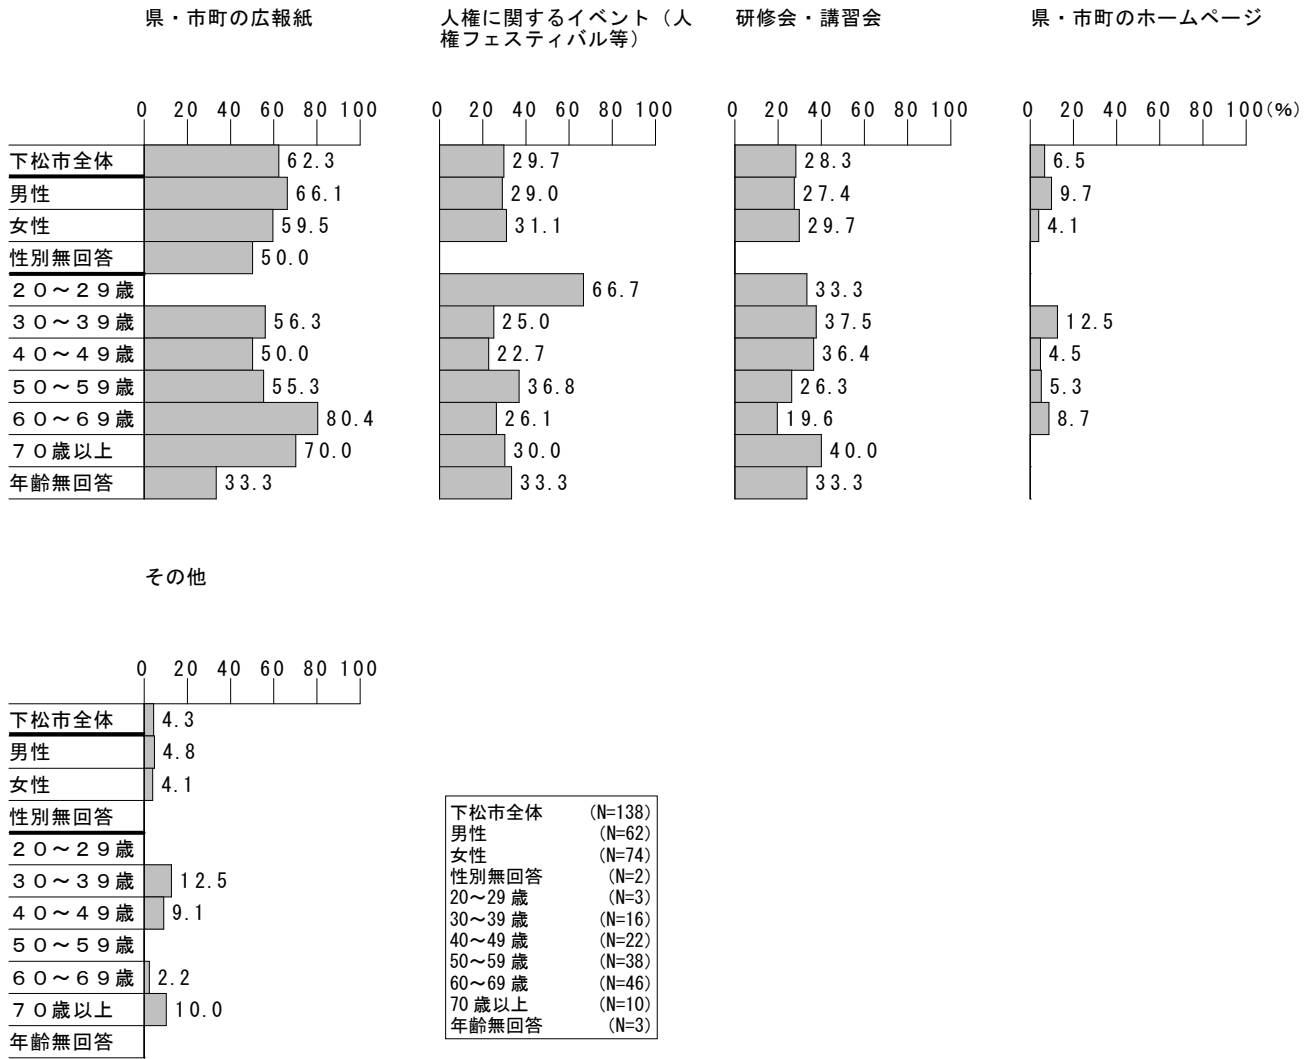 県・市町の広報紙 人権に関するイベント（人 研修会・講習会 県・市町のホームページ
権フェスティバル等）
0 20 40 60 80 100 0 20 40 60 80 100 0 20 40 60 80 100 0 20 40 60 80 100(%)
下松市全体 62.3 29.7 28.3 6.5
男性 66.1 29.0 27.4 9.7
女性 59.5 31.1 29.7 4.1
性別無回答 50.0
２０～２９歳 66.7 33.3
３０～３９歳 56.3 25.0 37.5 12.5
４０～４９歳 50.0 22.7 36.4 4.5
５０～５９歳 55.3 36.8 26.3 5.3
６０～６９歳 80.4 26.1 19.6 8.7
７０歳以上 70.0 30.0 40.0
年齢無回答 33.3 33.3 33.3
その他
0 20 40 60 80 100
下松市全体 4.3
男性 4.8
女性 4.1
性別無回答
２０～２９歳
３０～３９歳 12.5
４０～４９歳 9.1
５０～５９歳
６０～６９歳 2.2
７０歳以上 10.0
年齢無回答
下松市全体 (N=138)
男性 (N=62)
女性 (N=74)
性別無回答 (N=2)
20～29 歳 (N=3)
30～39 歳 (N=16)
40～49 歳 (N=22)
50～59 歳 (N=38)
60～69 歳 (N=46)
70 歳以上 (N=10)
年齢無回答 (N=3)